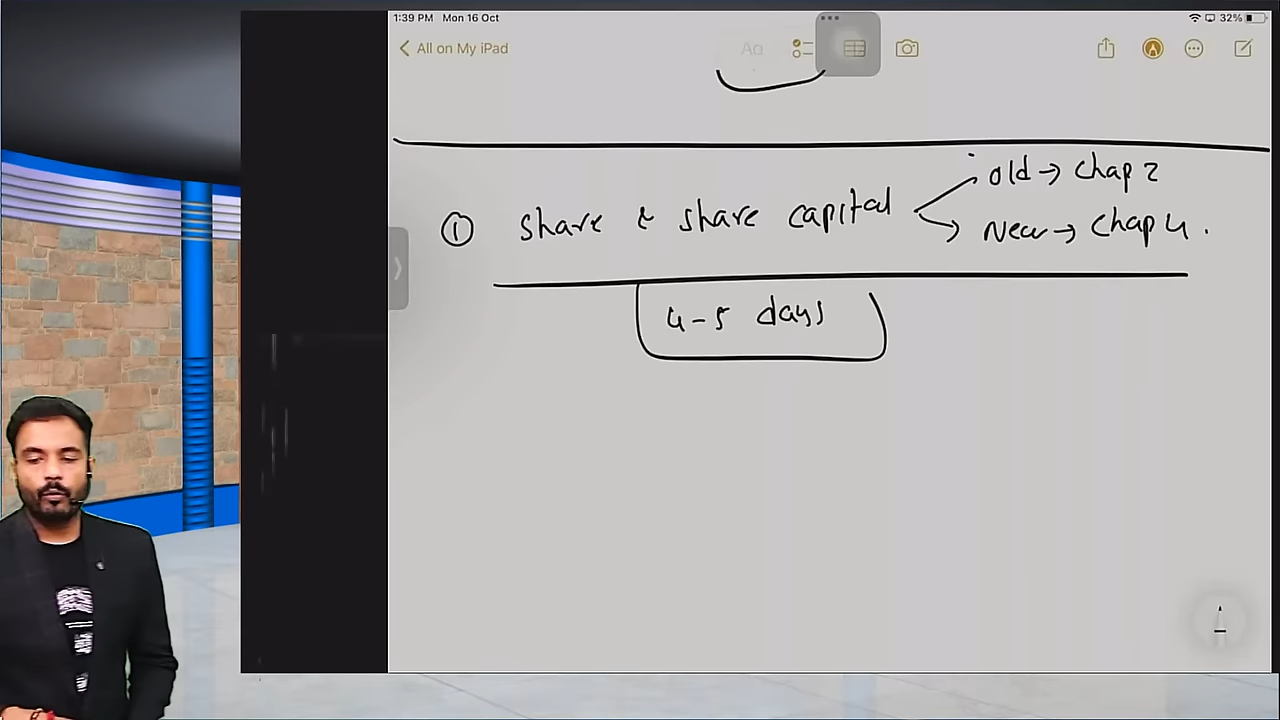 1:39 PM Mon 16 Oct 32%
All on My iPad Aa
old → chap 2
① share & share capital
New → chap 4.
4-5 days